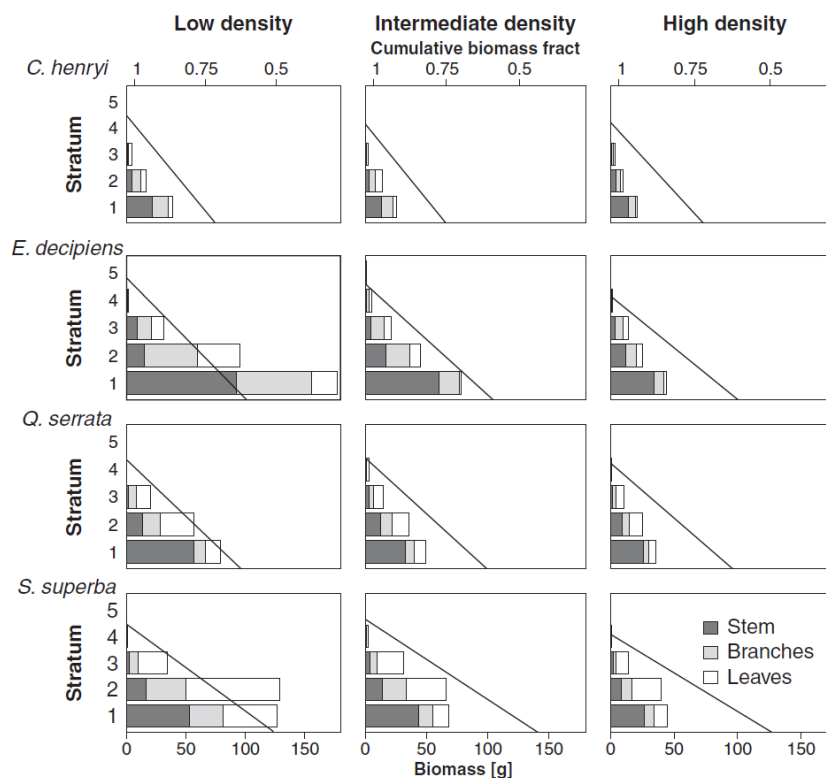 Low density Intermediate density High density
Cumulative biomass fract
C. henryi 1 0.75 0.5 1 0.75 0.5 1 0.75 0.5
Stratum
5
4
3
2
1
E. decipiens
Stratum
5
4
3
2
1
Q. serrata
Stratum
5
4
3
2
1
S. superba
Stratum
5
4
3
2
1
Stem
Branches
Leaves
0 50 100 150 0 50 100 150 0 50 100 150
Biomass [g]